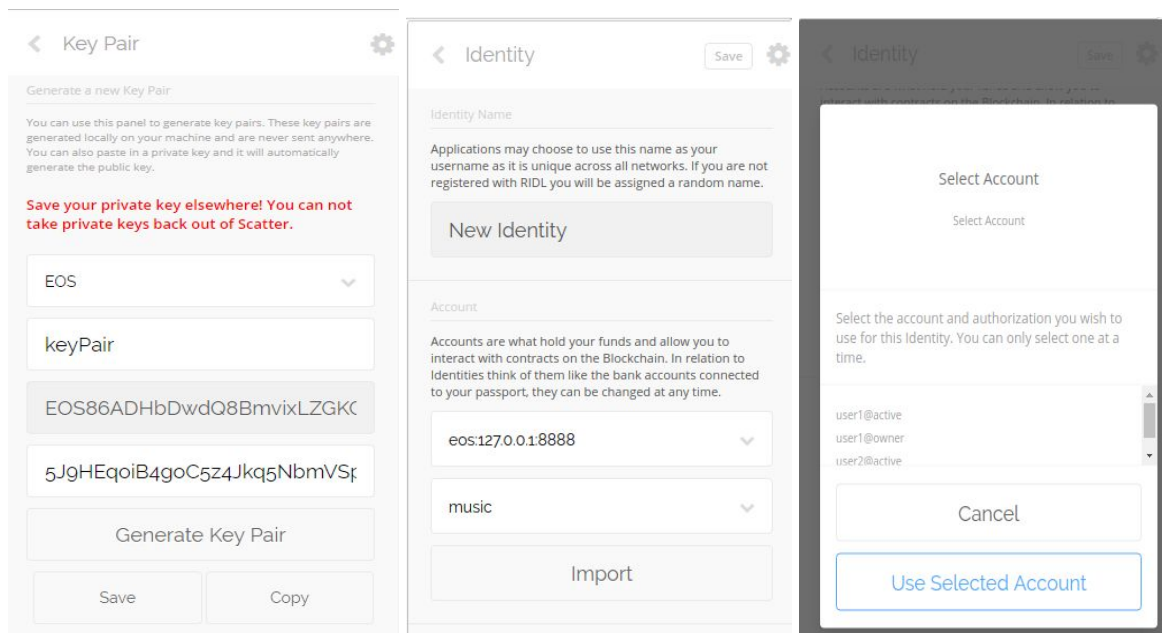 Key Pair
Generate a new Key Pair
You can use this panel to generate key pairs. These key pairs are
generated locally on your machine and are never sent anywhere.
You can also paste in a private key and it will automatically
generate the public key.
Save your private key elsewhere! You can not
take private keys back out of Scatter.
EOS
keyPair
EOS86ADHbDwdQ8BmvixLZGK
5J9HEqoiB4goC5z4Jkq5NbmVSp
Generate Key Pair
Save
Copy
Identity
Save
Identity Name
Applications may choose to use this name as your
username as it is unique across all networks. If you are not
registered with RIDL you will be assigned a random name.
New Identity
Account
Accounts are what hold your funds and allow you to
interact with contracts on the Blockchain. In relation to
Identities think of them like the bank accounts connected
to your passport, they can be changed at any time.
eos:127.0.0.1:8888
music
Import
Identity
Save
interact with contracts on the Blockchain. In relation to
Select Account
Select Account
Select the account and authorization you wish to
use for this Identity. You can only select one at a
time.
user1@active
user1@owner
user2@active
Cancel
Use Selected Account